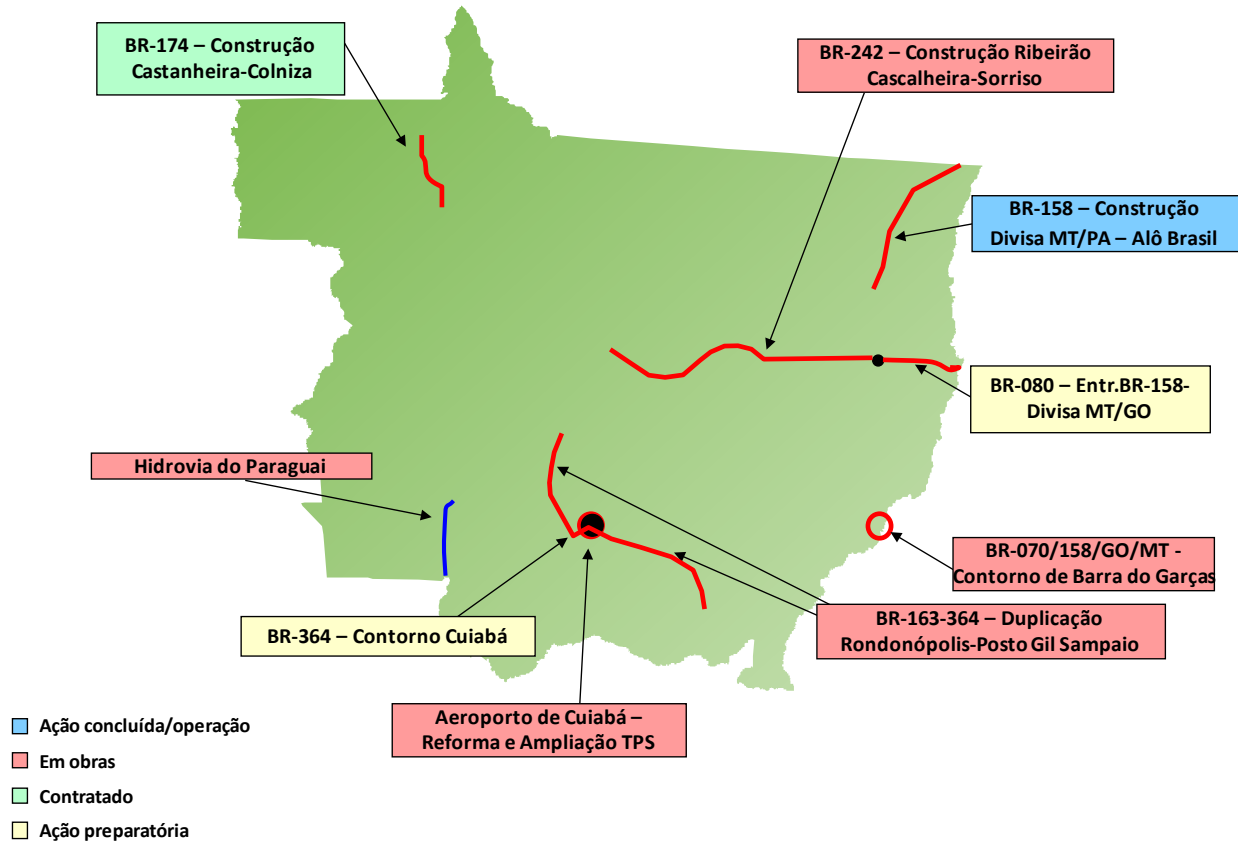 BR-174 – Construção
Castanheira-Colniza
BR-242 – Construção Ribeirão
Cascalheira-Sorriso
BR-158 – Construção
Divisa MT/PA – Alô Brasil
BR-080 – Entr.BR-158-
Divisa MT/GO
Hidrovia do Paraguai
BR-070/158/GO/MT -
Contorno de Barra do Garças
BR-364 – Contorno Cuiabá
BR-163-364 – Duplicação
Rondonópolis-Posto Gil Sampaio
Aeroporto de Cuiabá –
Reforma e Ampliação TPS
Ação concluída/operação
Em obras
Contratado
Ação preparatória